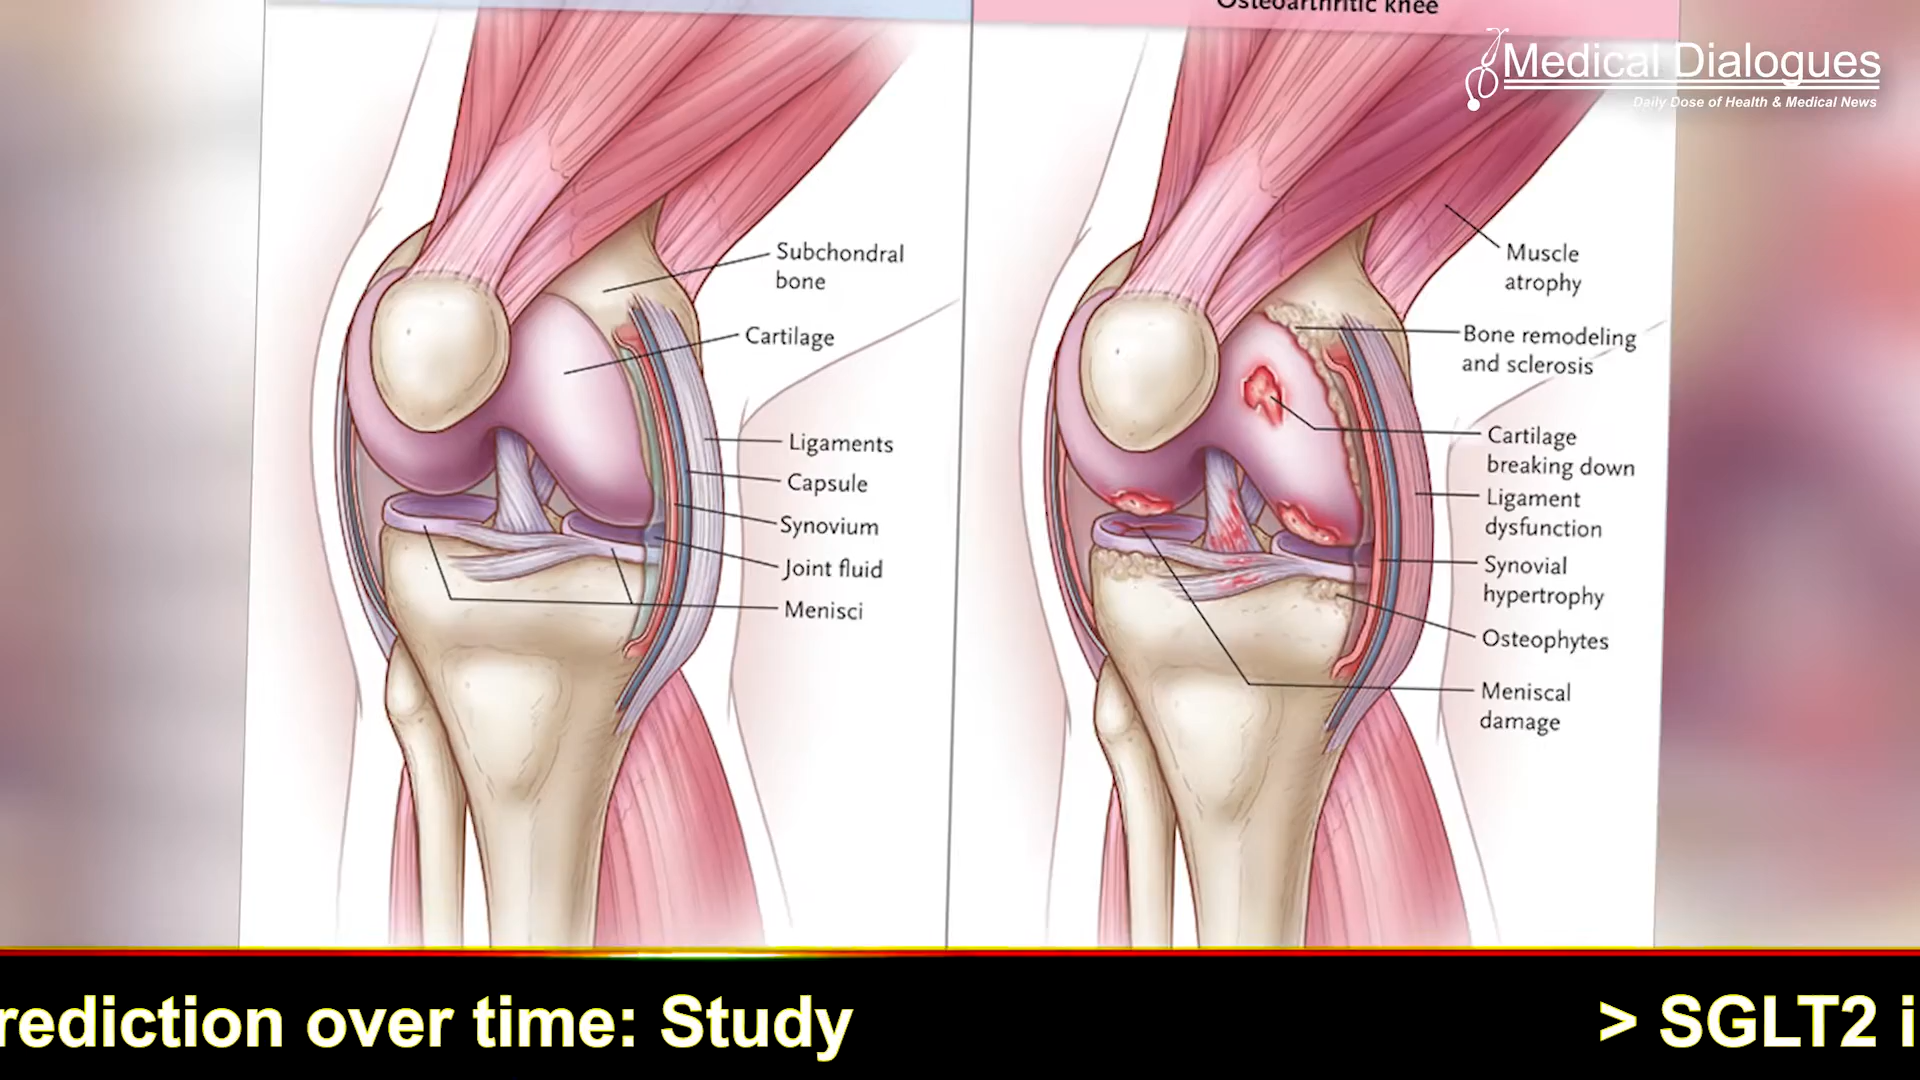 Osteoarthritic knee
Medical Dialogues
Daily Dose of Health & Medical News
Subchondral
bone
Cartilage
Ligaments
Capsule
Synovium
Joint fluid
Menisci
Muscle
atrophy
Bone remodeling
and sclerosis
Cartilage
breaking down
Ligament
dysfunction
Synovial
hypertrophy
Osteophytes
Meniscal
damage
rediction over time: Study
> SGLT2 i